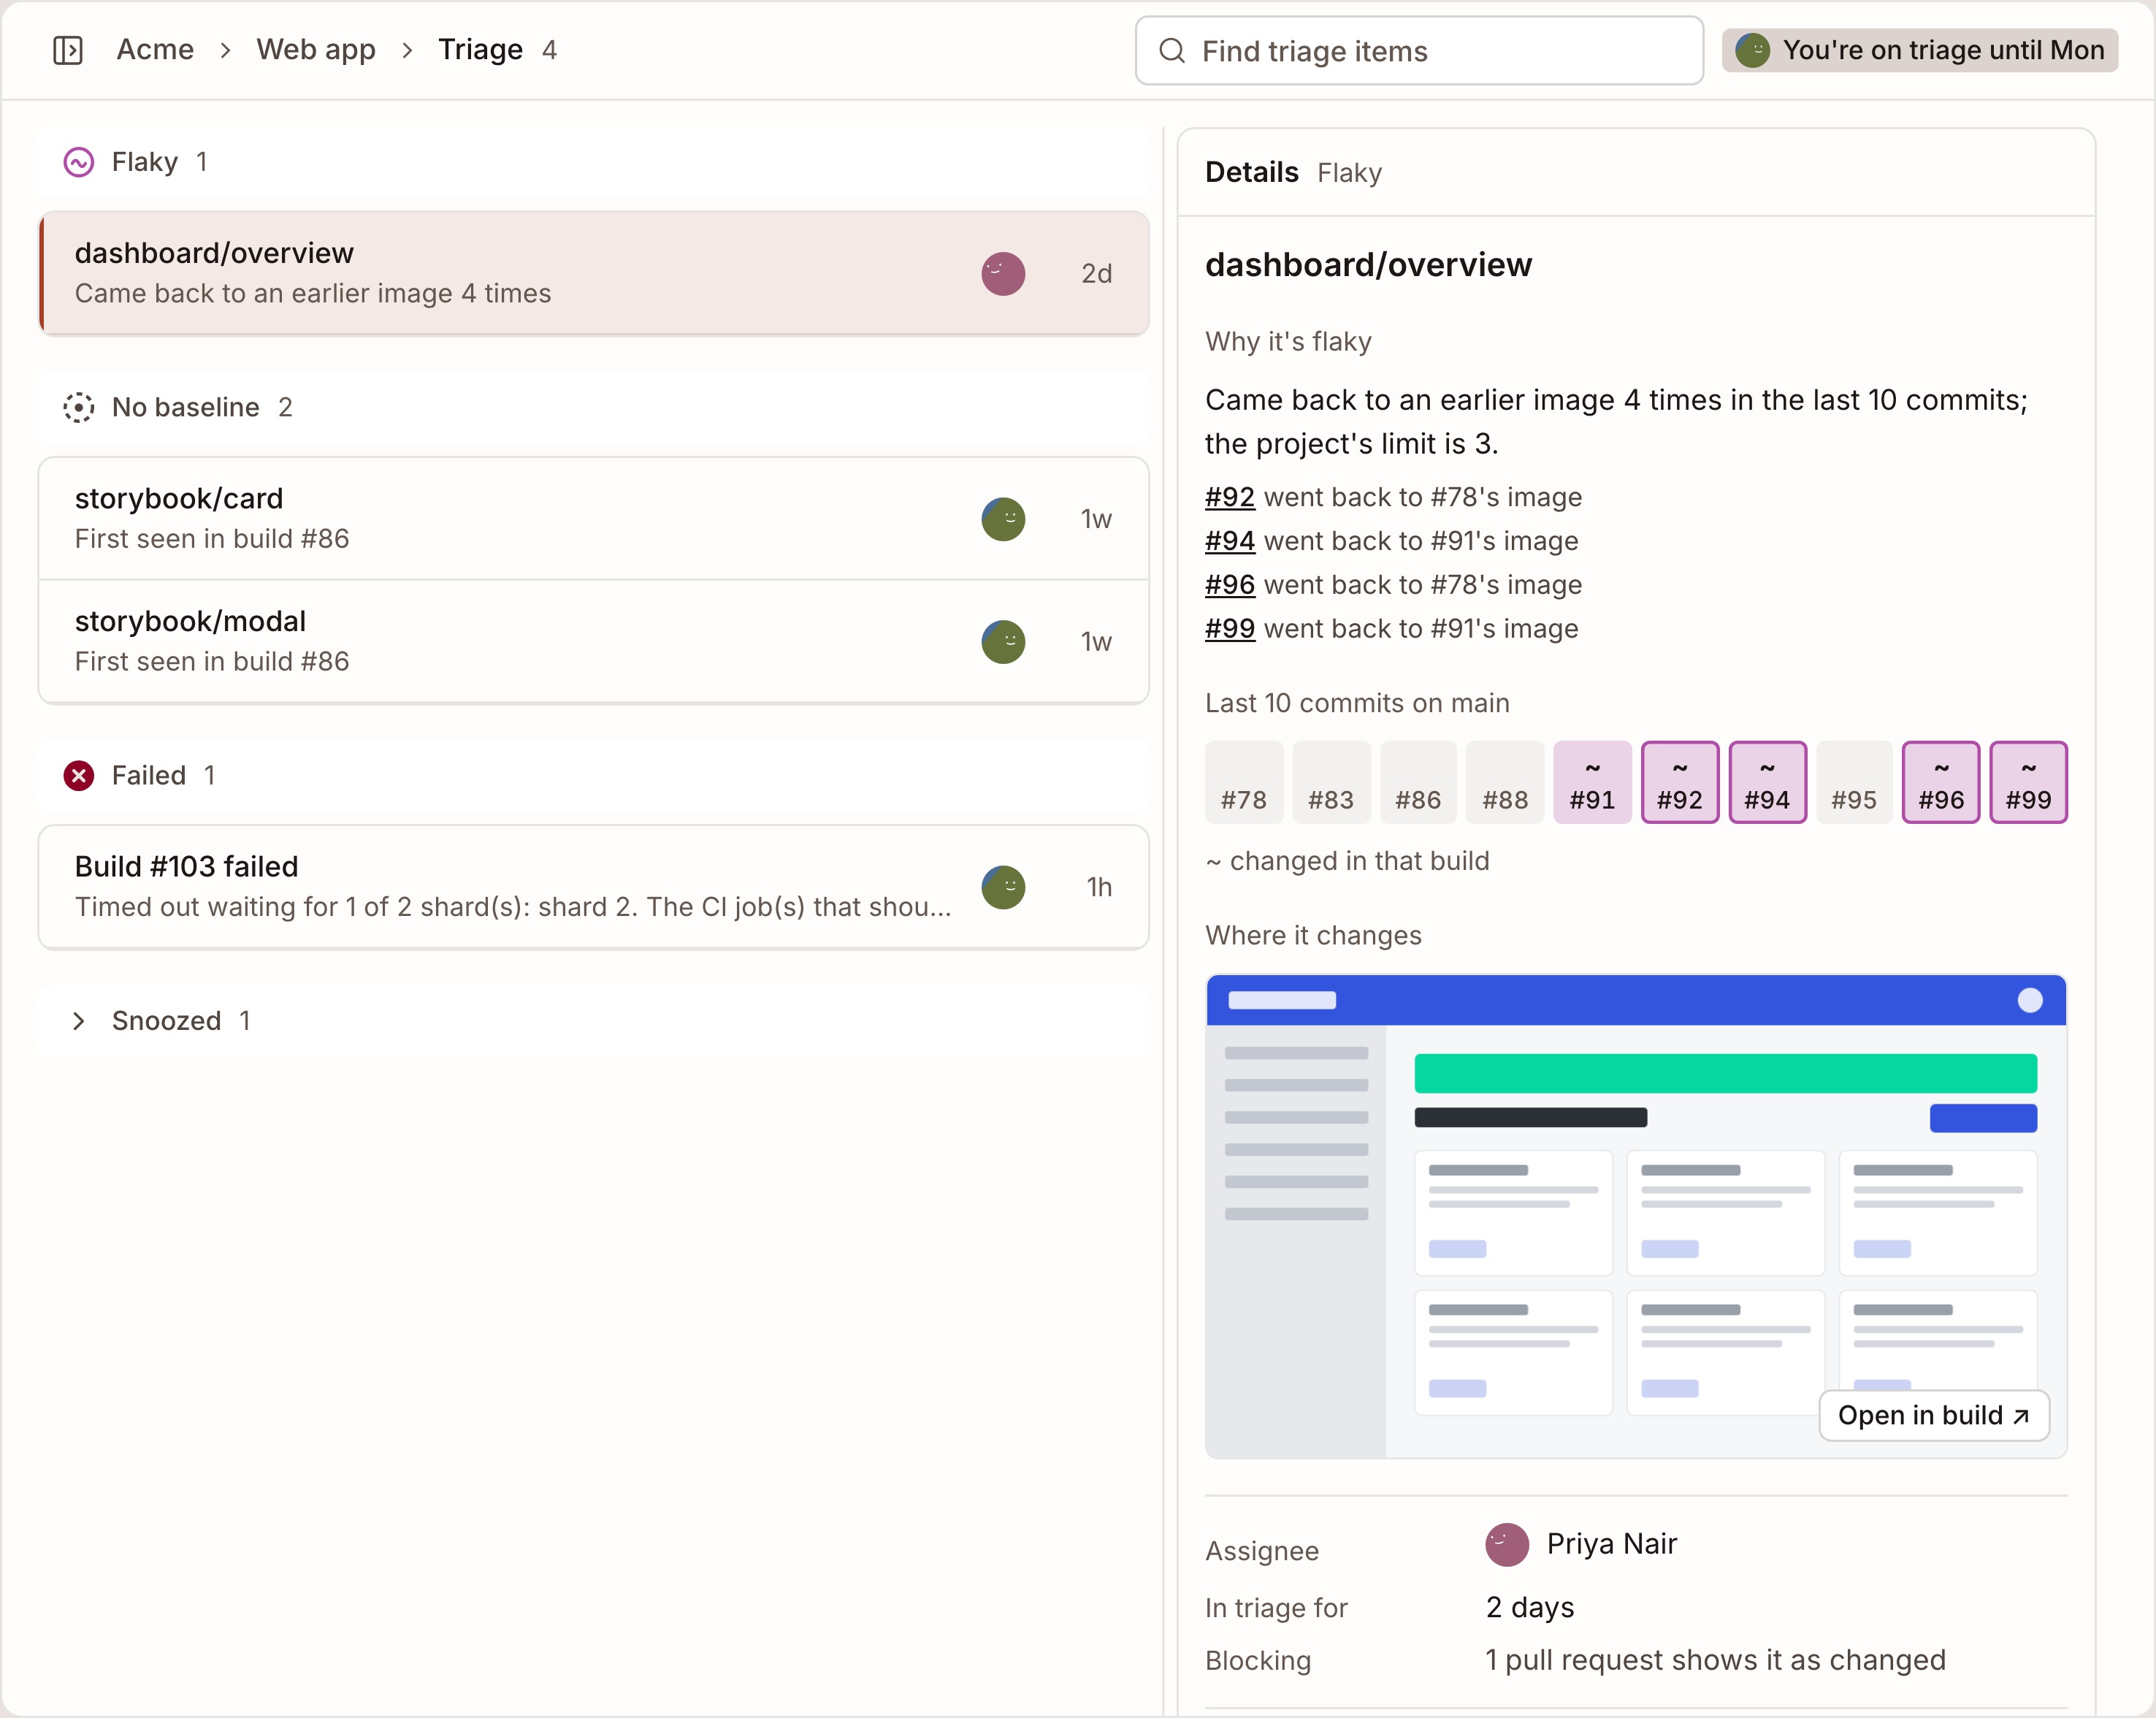 Acme > Web app > Triage 4
Find triage items
You're on triage until Mon
Flaky 1
dashboard/overview
Came back to an earlier image 4 times
2d
No baseline 2
storybook/card
First seen in build #86
1w
storybook/modal
First seen in build #86
1w
Failed 1
Build #103 failed
Timed out waiting for 1 of 2 shard(s): shard 2. The CI job(s) that shou...
1h
Snoozed 1
Details Flaky
dashboard/overview
Why it's flaky
Came back to an earlier image 4 times in the last 10 commits;
the project's limit is 3.
#92 went back to #78's image
#94 went back to #91's image
#96 went back to #78's image
#99 went back to #91's image
Last 10 commits on main
~ ~ ~ ~ ~
#78 #83 #86 #88 #91 #92 #94 #95 #96 #99
~ changed in that build
Where it changes
Open in build ↗
Assignee Priya Nair
In triage for 2 days
Blocking 1 pull request shows it as changed